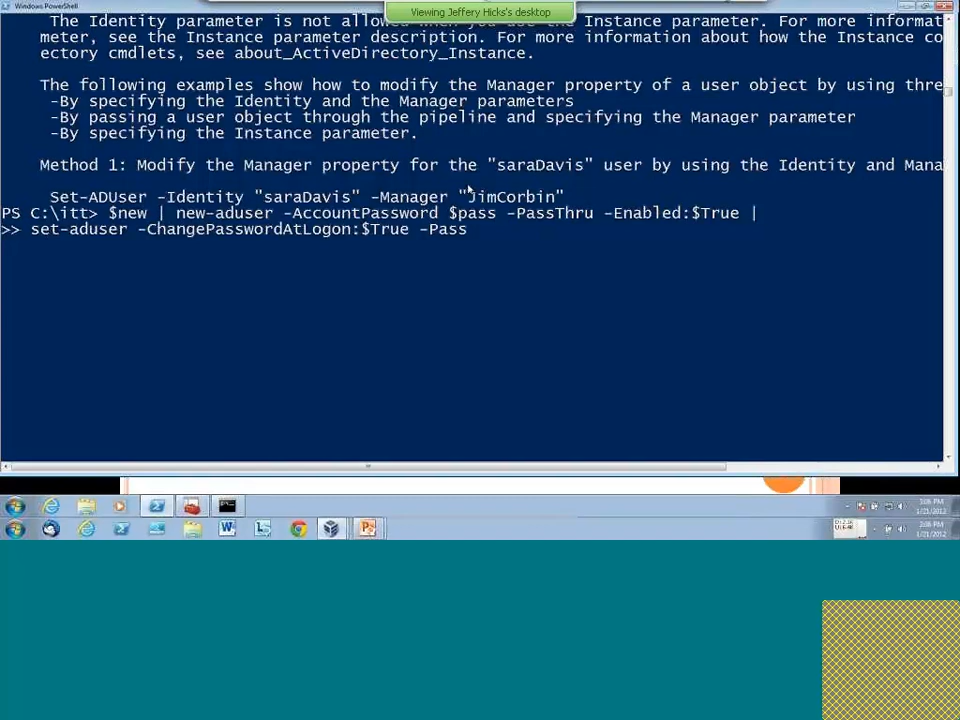 Windows PowerShell
Viewing Jeffery Hicks's desktop
The Identity parameter is not allowed when you use the Instance parameter. For more informat
meter, see the Instance parameter description. For more information about how the Instance co
ectory cmdlets, see about_ActiveDirectory_Instance.
The following examples show how to modify the Manager property of a user object by using thre
-By specifying the Identity and the Manager parameters
-By passing a user object through the pipeline and specifying the Manager parameter
-By specifying the Instance parameter.
Method 1: Modify the Manager property for the "saraDavis" user by using the Identity and Mana
Set-ADUser -Identity "saraDavis" -Manager "JimCorbin"
PS C:\itt> $new | new-aduser -AccountPassword $pass -PassThru -Enabled:$True |
>> set-aduser -ChangePasswordAtLogon:$True -Pass
1/21/2012
1/21/2012